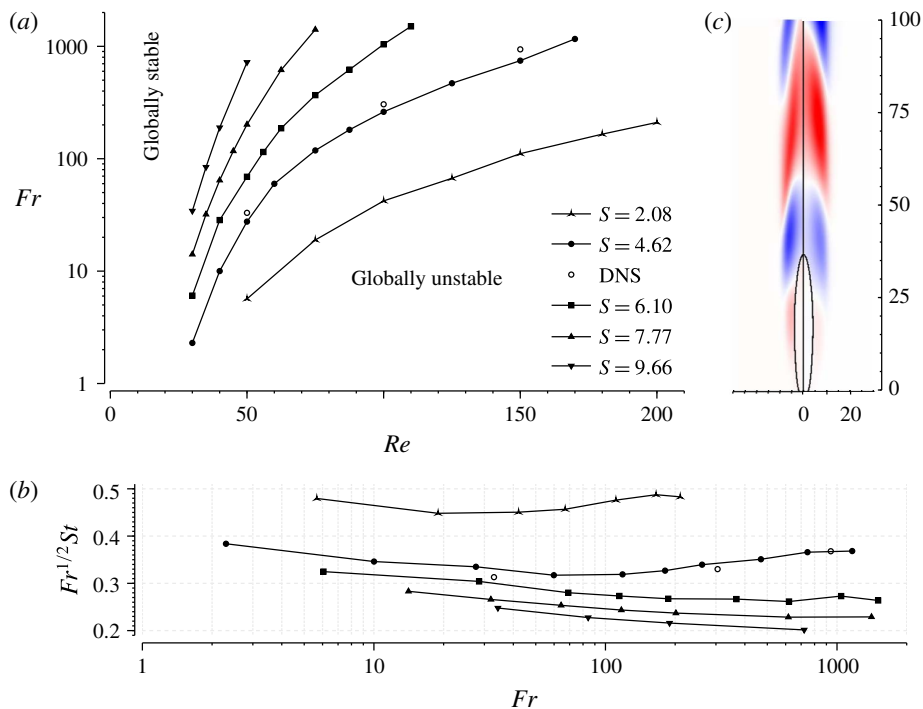 (a)
1000
100
10
1
Fr
Globally stable
Globally unstable
S = 2.08
S = 4.62
DNS
S = 6.10
S = 7.77
S = 9.66
0 50 100 150 200
Re
(c)
100
75
50
25
0
0 20
(b)
0.5
0.4
0.3
0.2
Fr^{1/2}St
1 10 100 1000
Fr